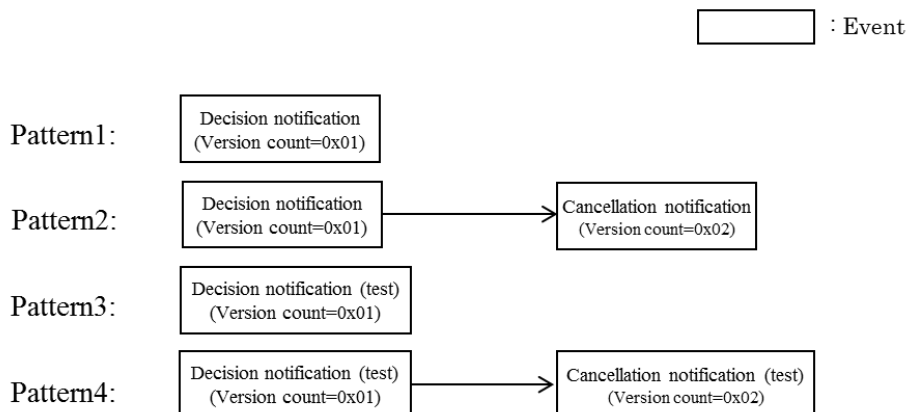 : Event
Pattern1:
Decision notification
(Version count=0x01)
Pattern2:
Decision notification
(Version count=0x01)
Cancellation notification
(Version count=0x02)
Pattern3:
Decision notification (test)
(Version count=0x01)
Pattern4:
Decision notification (test)
(Version count=0x01)
Cancellation notification (test)
(Version count=0x02)